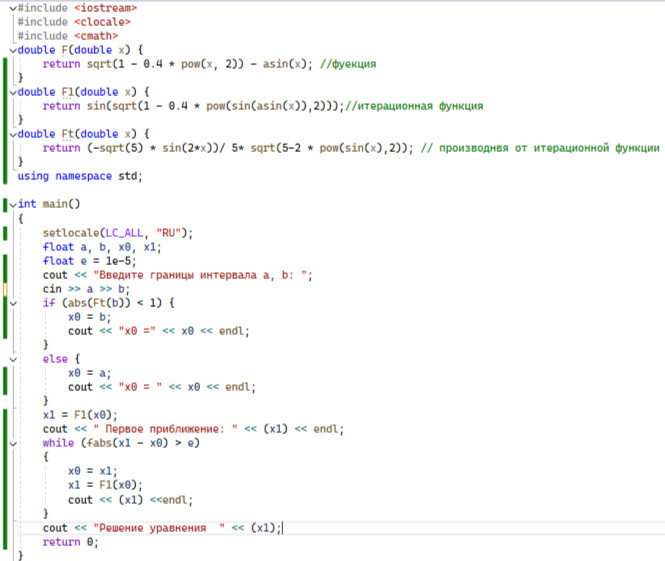 #include <iostream>
#include <clocale>
#include <cmath>
double F(double x) {
return sqrt(1 - 0.4 * pow(x, 2)) - asin(x); //фуекция
}
double F1(double x) {
return sin(sqrt(1 - 0.4 * pow(sin(asin(x)),2)));//итерационная функция
}
double Ft(double x) {
return (-sqrt(5) * sin(2*x))/ 5* sqrt(5-2 * pow(sin(x),2)); // производнвя от итерационной функции
}
using namespace std;
int main()
{
setlocale(LC_ALL, "RU");
float a, b, x0, x1;
float e = 1e-5;
cout << "Введите границы интервала a, b: ";
cin >> a >> b;
if (abs(Ft(b)) < 1) {
x0 = b;
cout << "x0 =" << x0 << endl;
}
else {
x0 = a;
cout << "x0 = " << x0 << endl;
}
x1 = F1(x0);
cout << " Первое приближение: " << (x1) << endl;
while (fabs(x1 - x0) > e)
{
x0 = x1;
x1 = F1(x0);
cout << (x1) <<endl;
}
cout << "Решение уравнения  " << (x1);
return 0;
}